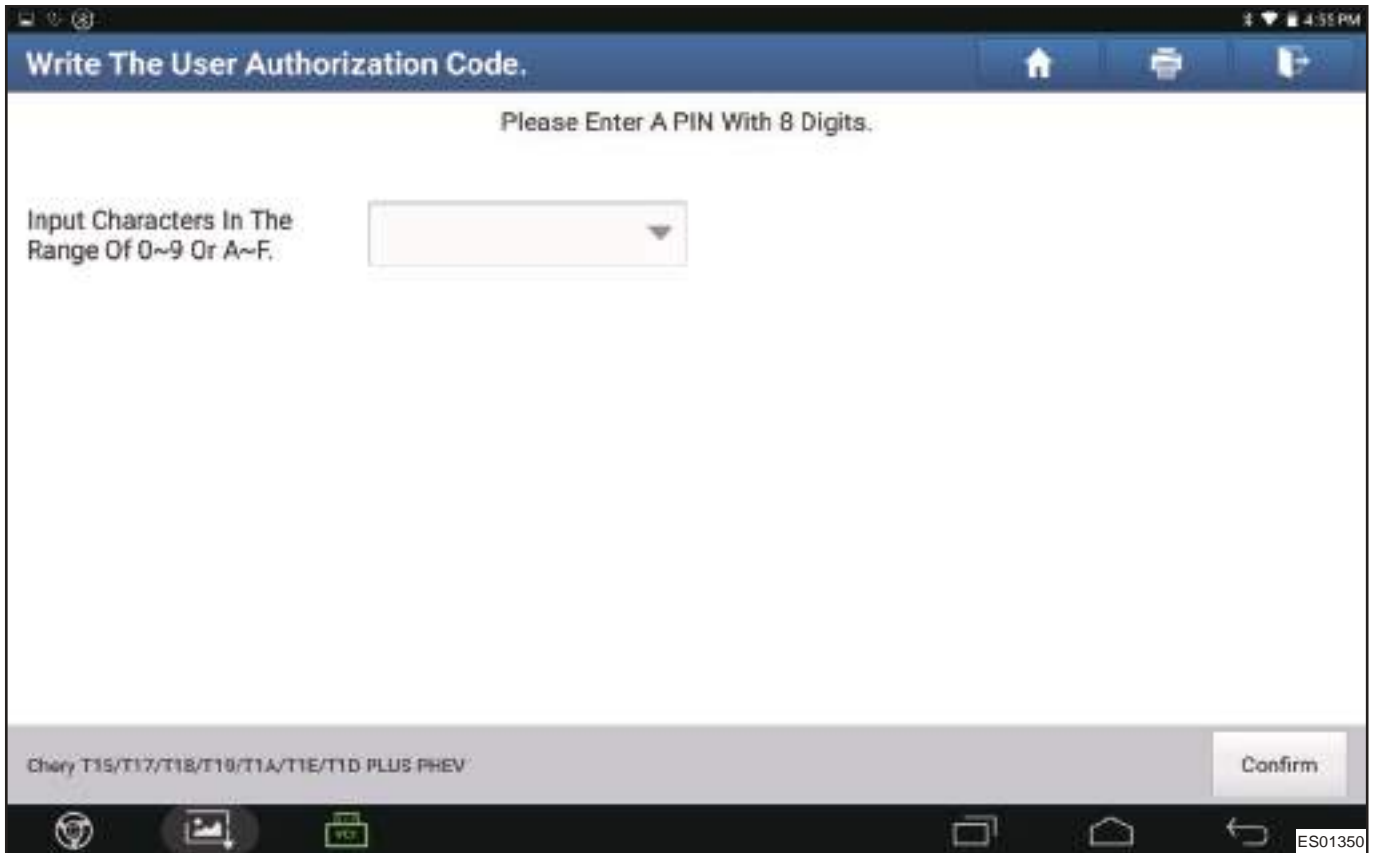 4:55 PM
Write The User Authorization Code.
Please Enter A PIN With 8 Digits.
Input Characters In The
Range Of 0~9 Or A~F.
Chery T15/T17/T18/T19/T1A/T1E/T1D PLUS PHEV
Confirm
VCI
ES01350